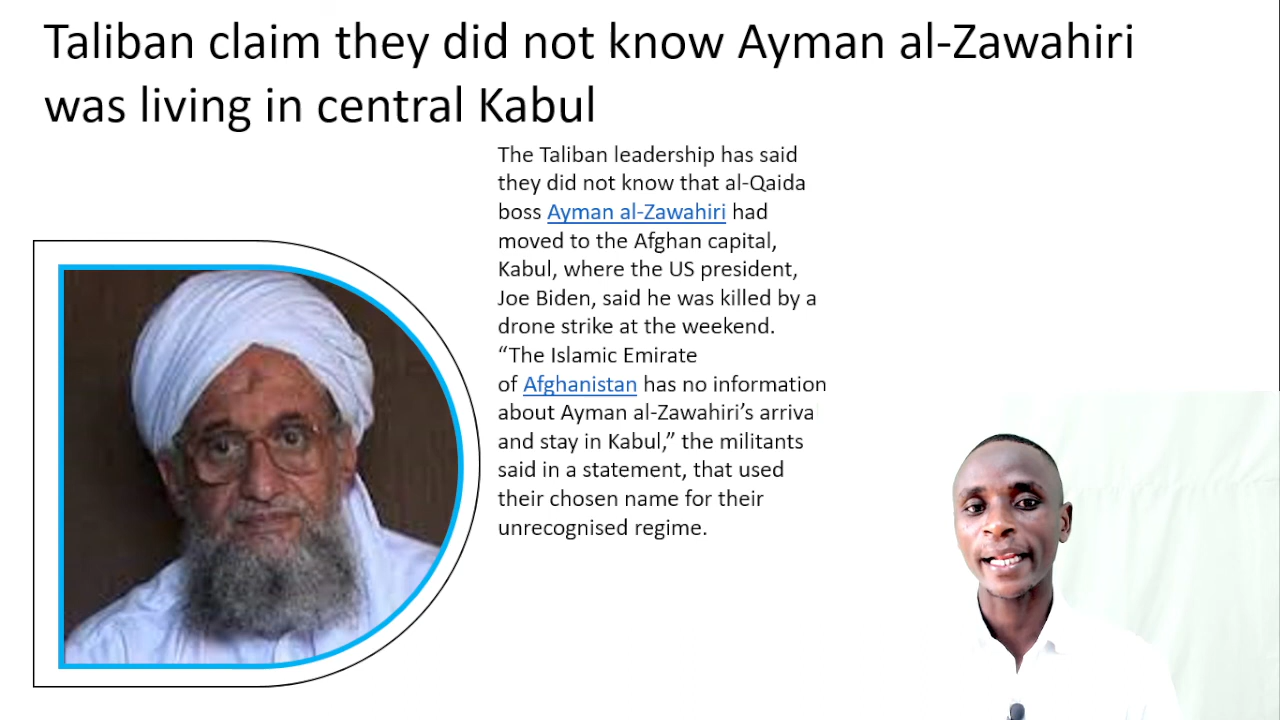 Taliban claim they did not know Ayman al-Zawahiri
was living in central Kabul
The Taliban leadership has said
they did not know that al-Qaida
boss Ayman al-Zawahiri had
moved to the Afghan capital,
Kabul, where the US president,
Joe Biden, said he was killed by a
drone strike at the weekend.
“The Islamic Emirate
of Afghanistan has no information
about Ayman al-Zawahiri’s arriva
and stay in Kabul,” the militants
said in a statement, that used
their chosen name for their
unrecognised regime.